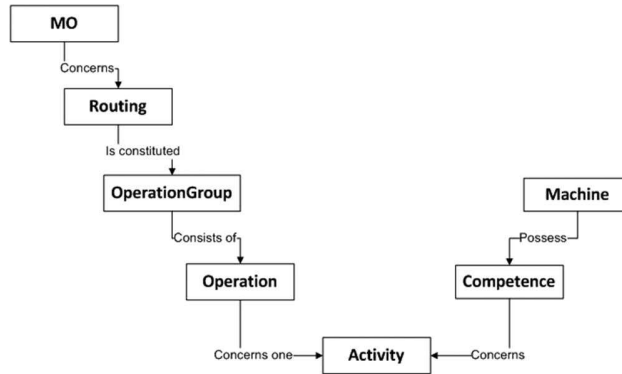 MO
Concerns
Routing
Is constituted
OperationGroup
Machine
Consists of
Possess
Operation
Competence
Concerns one
Activity
Concerns